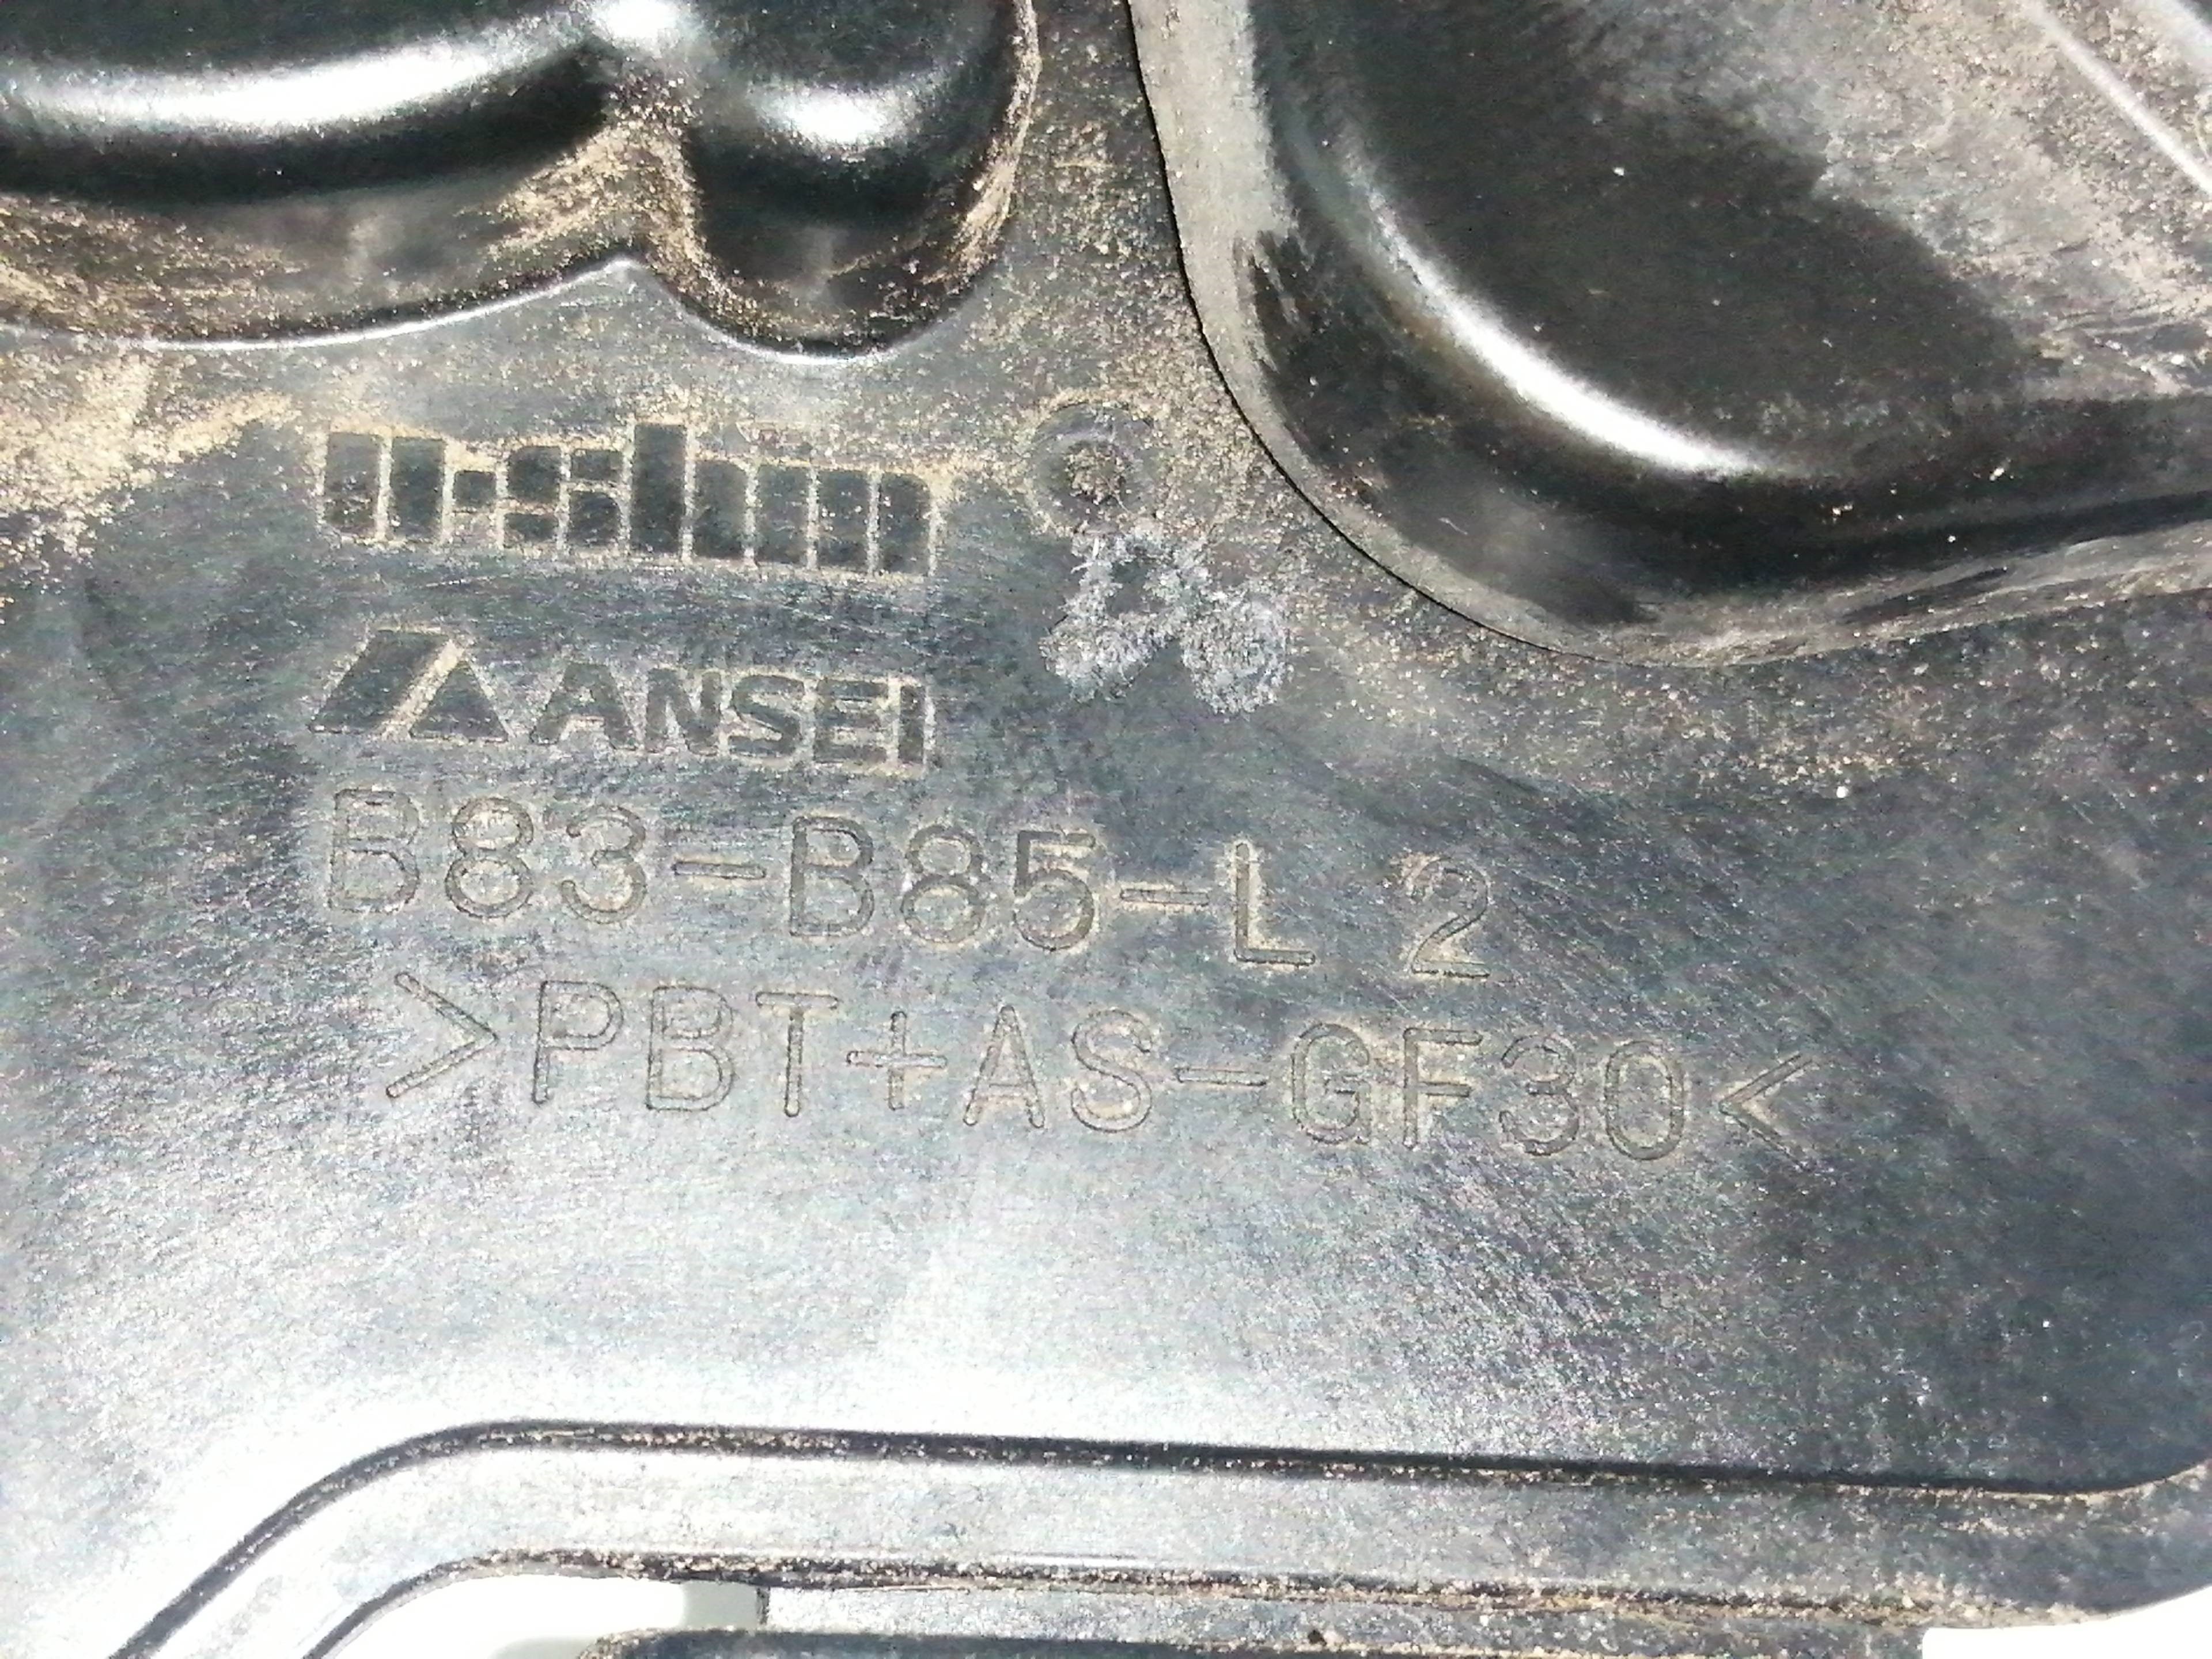 ANSEI
B83-B85-L 2
>PBT+AS-GF30<